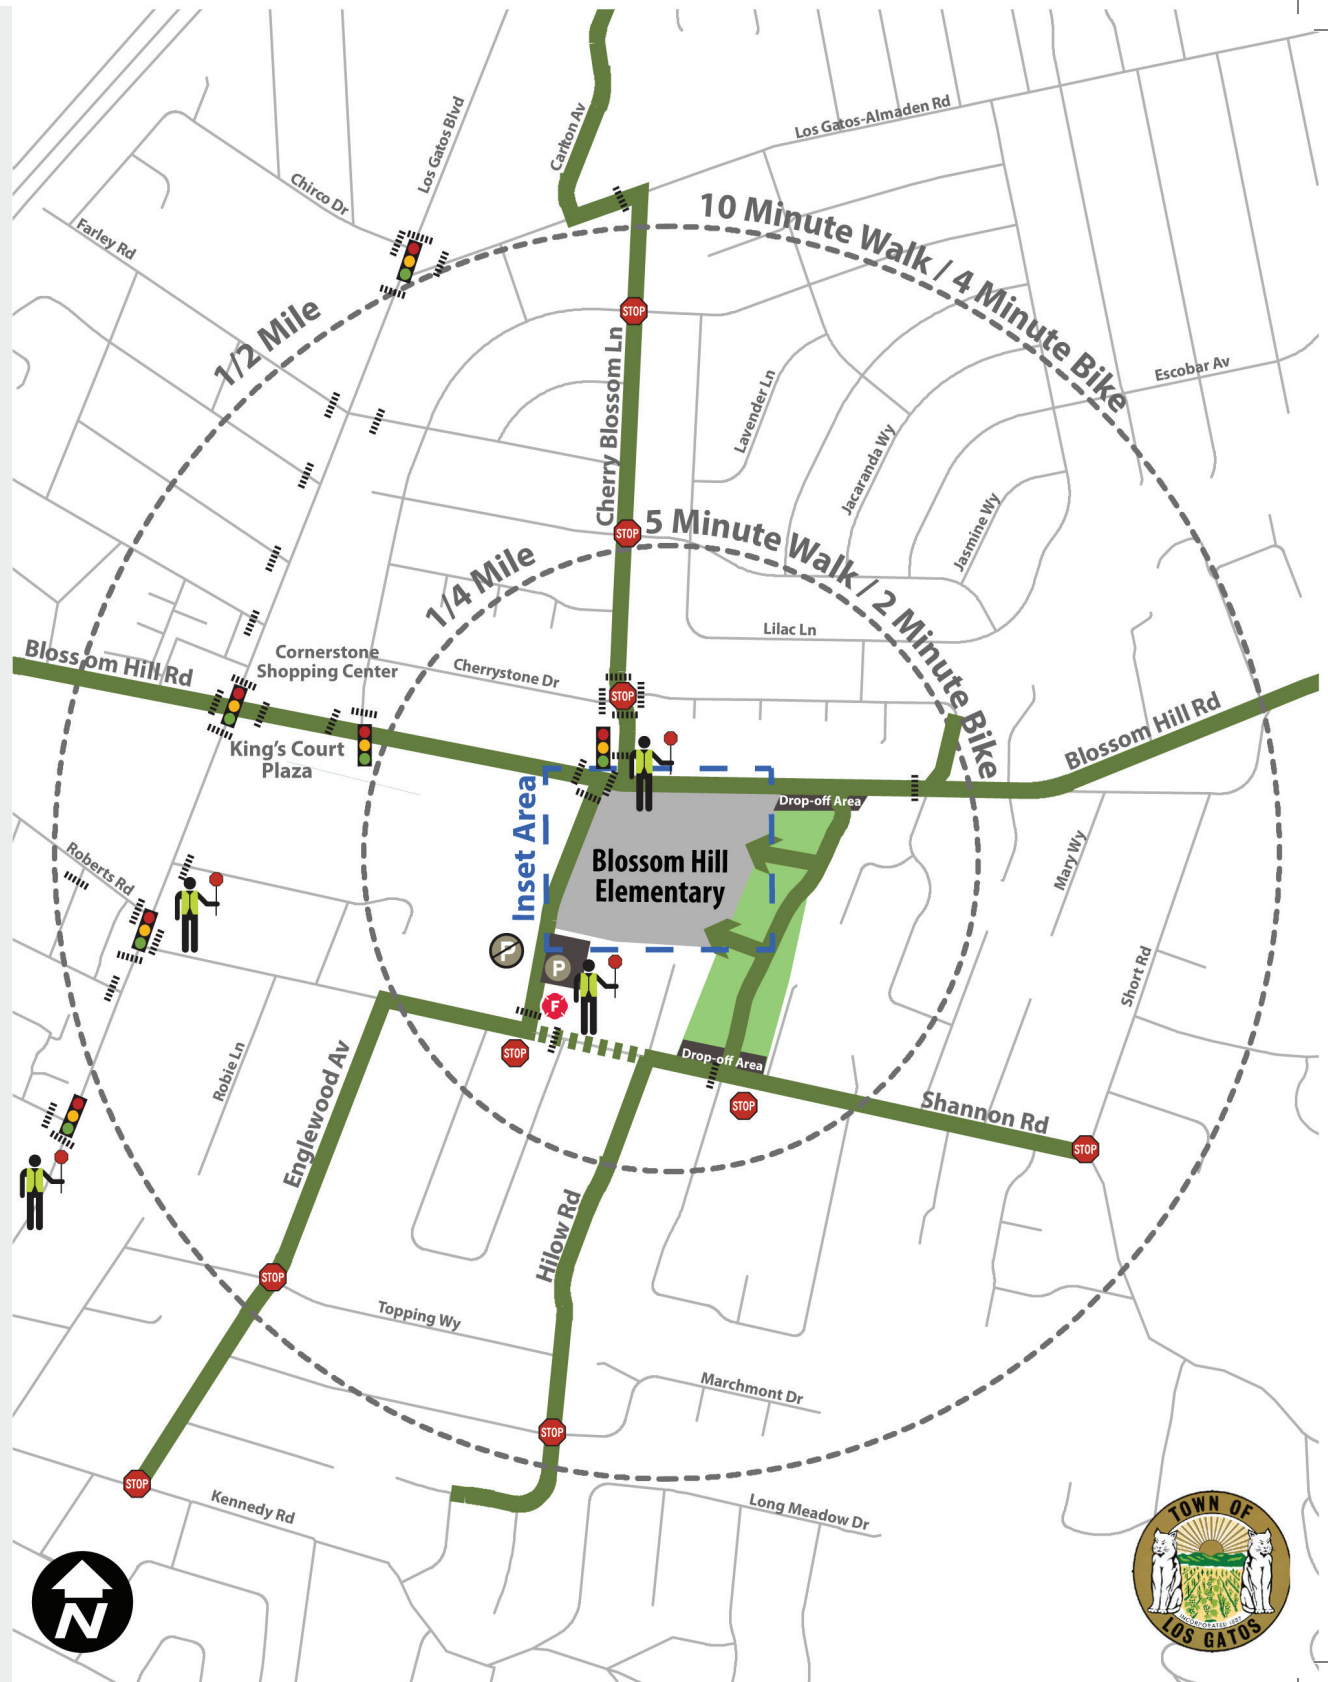 Carlton Av
Los Gatos Blvd
Los Gatos-Almaden Rd
Chirco Dr
Farley Rd
10 Minute Walk / 4 Minute Bike
1/2 Mile
STOP
Cherry Blossom Ln
Lavender Ln
Escobar Av
Jacaranda Wy
Jasmine Wy
STOP
5 Minute Walk / 2 Minute Bike
1/4 Mile
Lilac Ln
Blossom Hill Rd
Cornerstone
Shopping Center
Cherrystone Dr
STOP
Blossom Hill Rd
King's Court
Plaza
Inset Area
Drop-off Area
Blossom Hill
Elementary
Roberts Rd
Mary Wy
P
P
F
Short Rd
STOP
Drop-off Area
Robie Ln
Englewood Av
STOP
Shannon Rd
STOP
Hilow Rd
STOP
Topping Wy
Marchmont Dr
STOP
STOP
Kennedy Rd
Long Meadow Dr
N
TOWN OF
INCORPORATED 1887
LOS GATOS